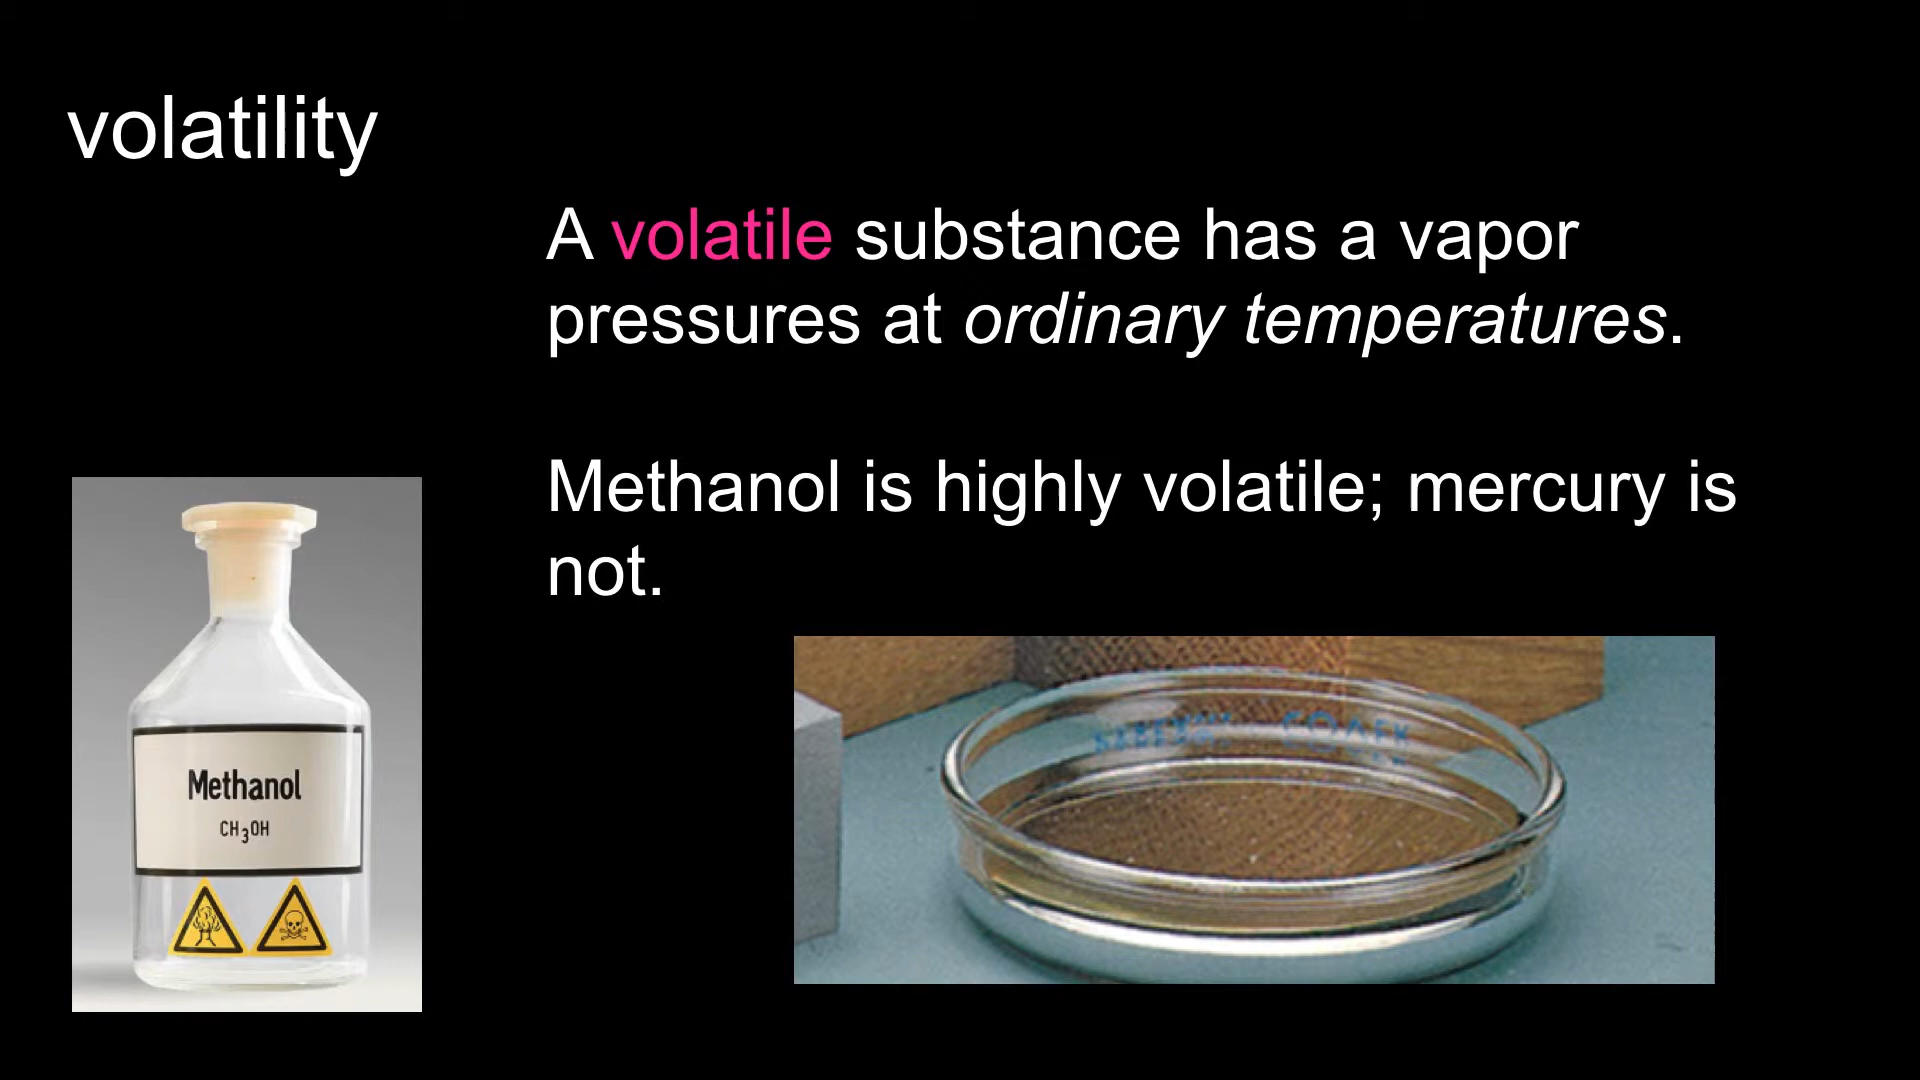 volatility
A volatile substance has a vapor
pressures at ordinary temperatures.
Methanol is highly volatile; mercury is
not.
Methanol
CH3OH